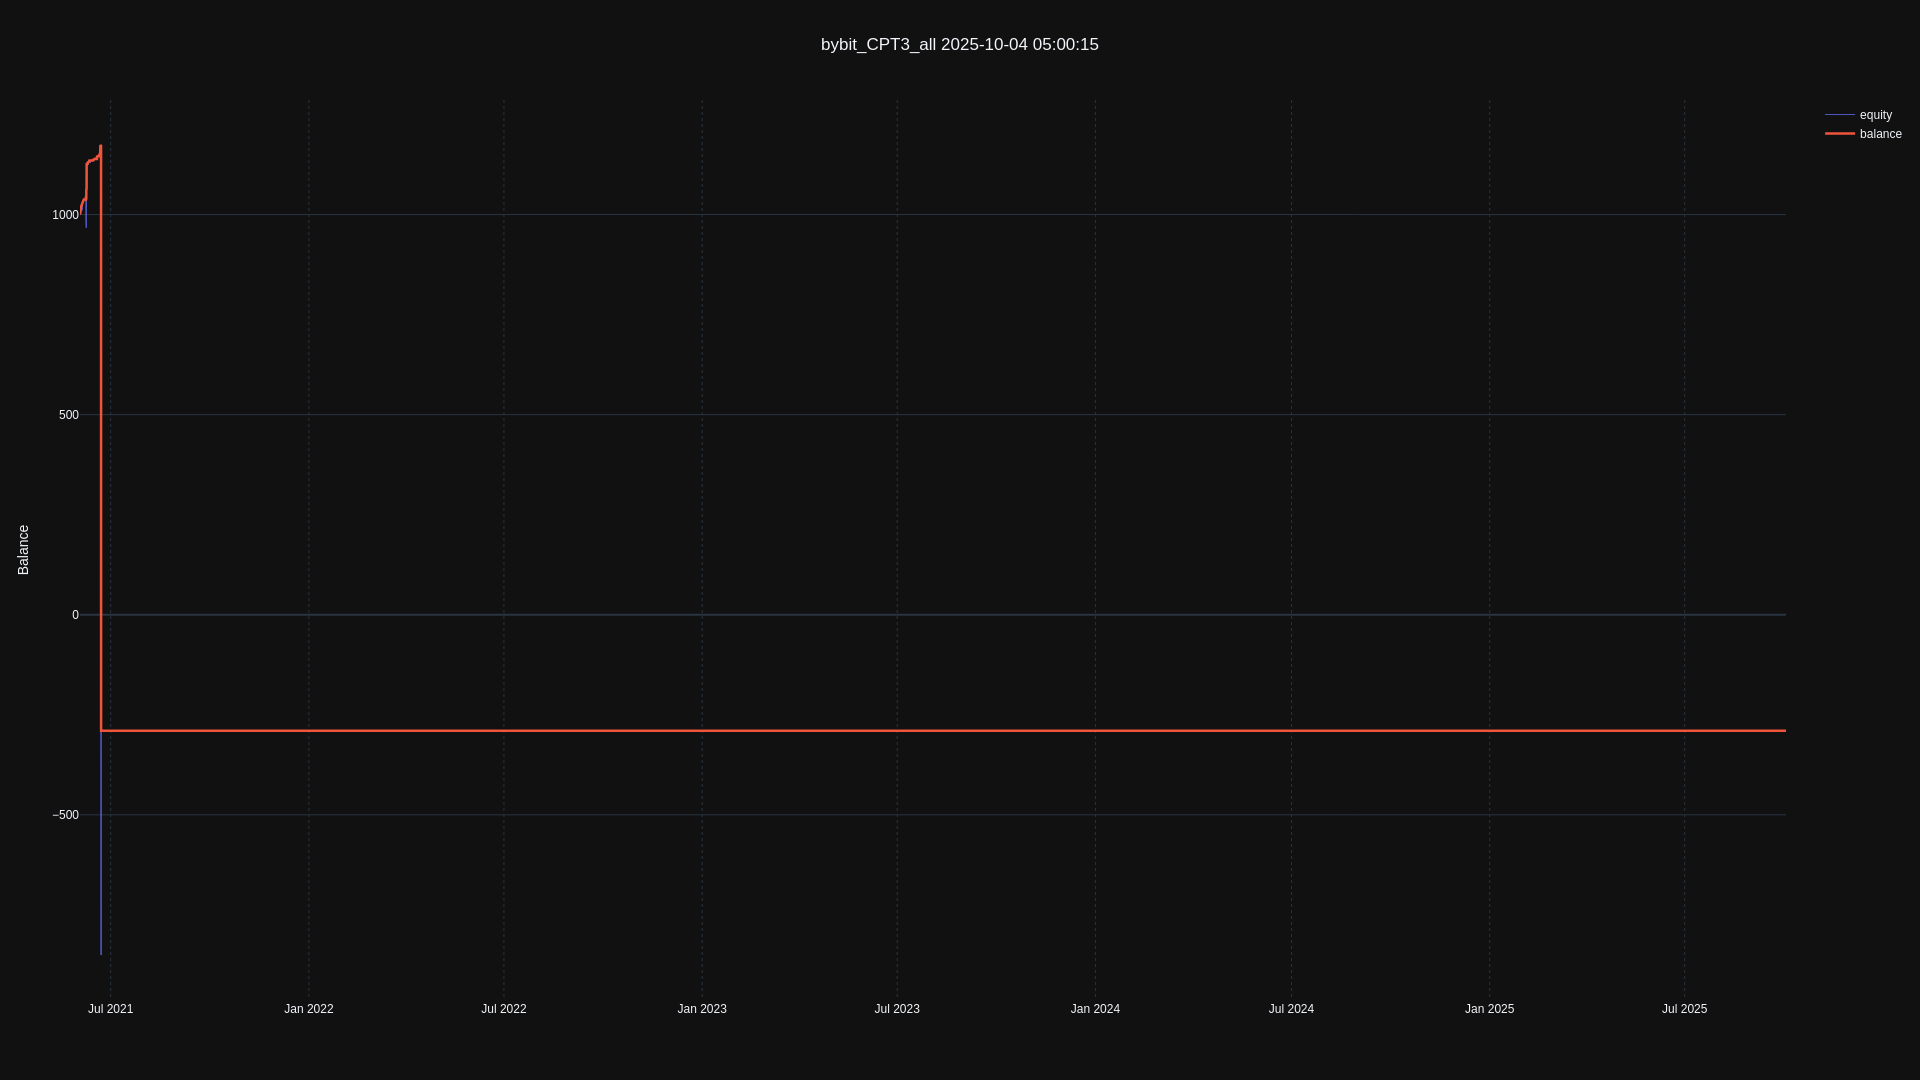 bybit_CPT3_all 2025-10-04 05:00:15
equity
balance
1000
500
0
−500
Balance
Jul 2021
Jan 2022
Jul 2022
Jan 2023
Jul 2023
Jan 2024
Jul 2024
Jan 2025
Jul 2025